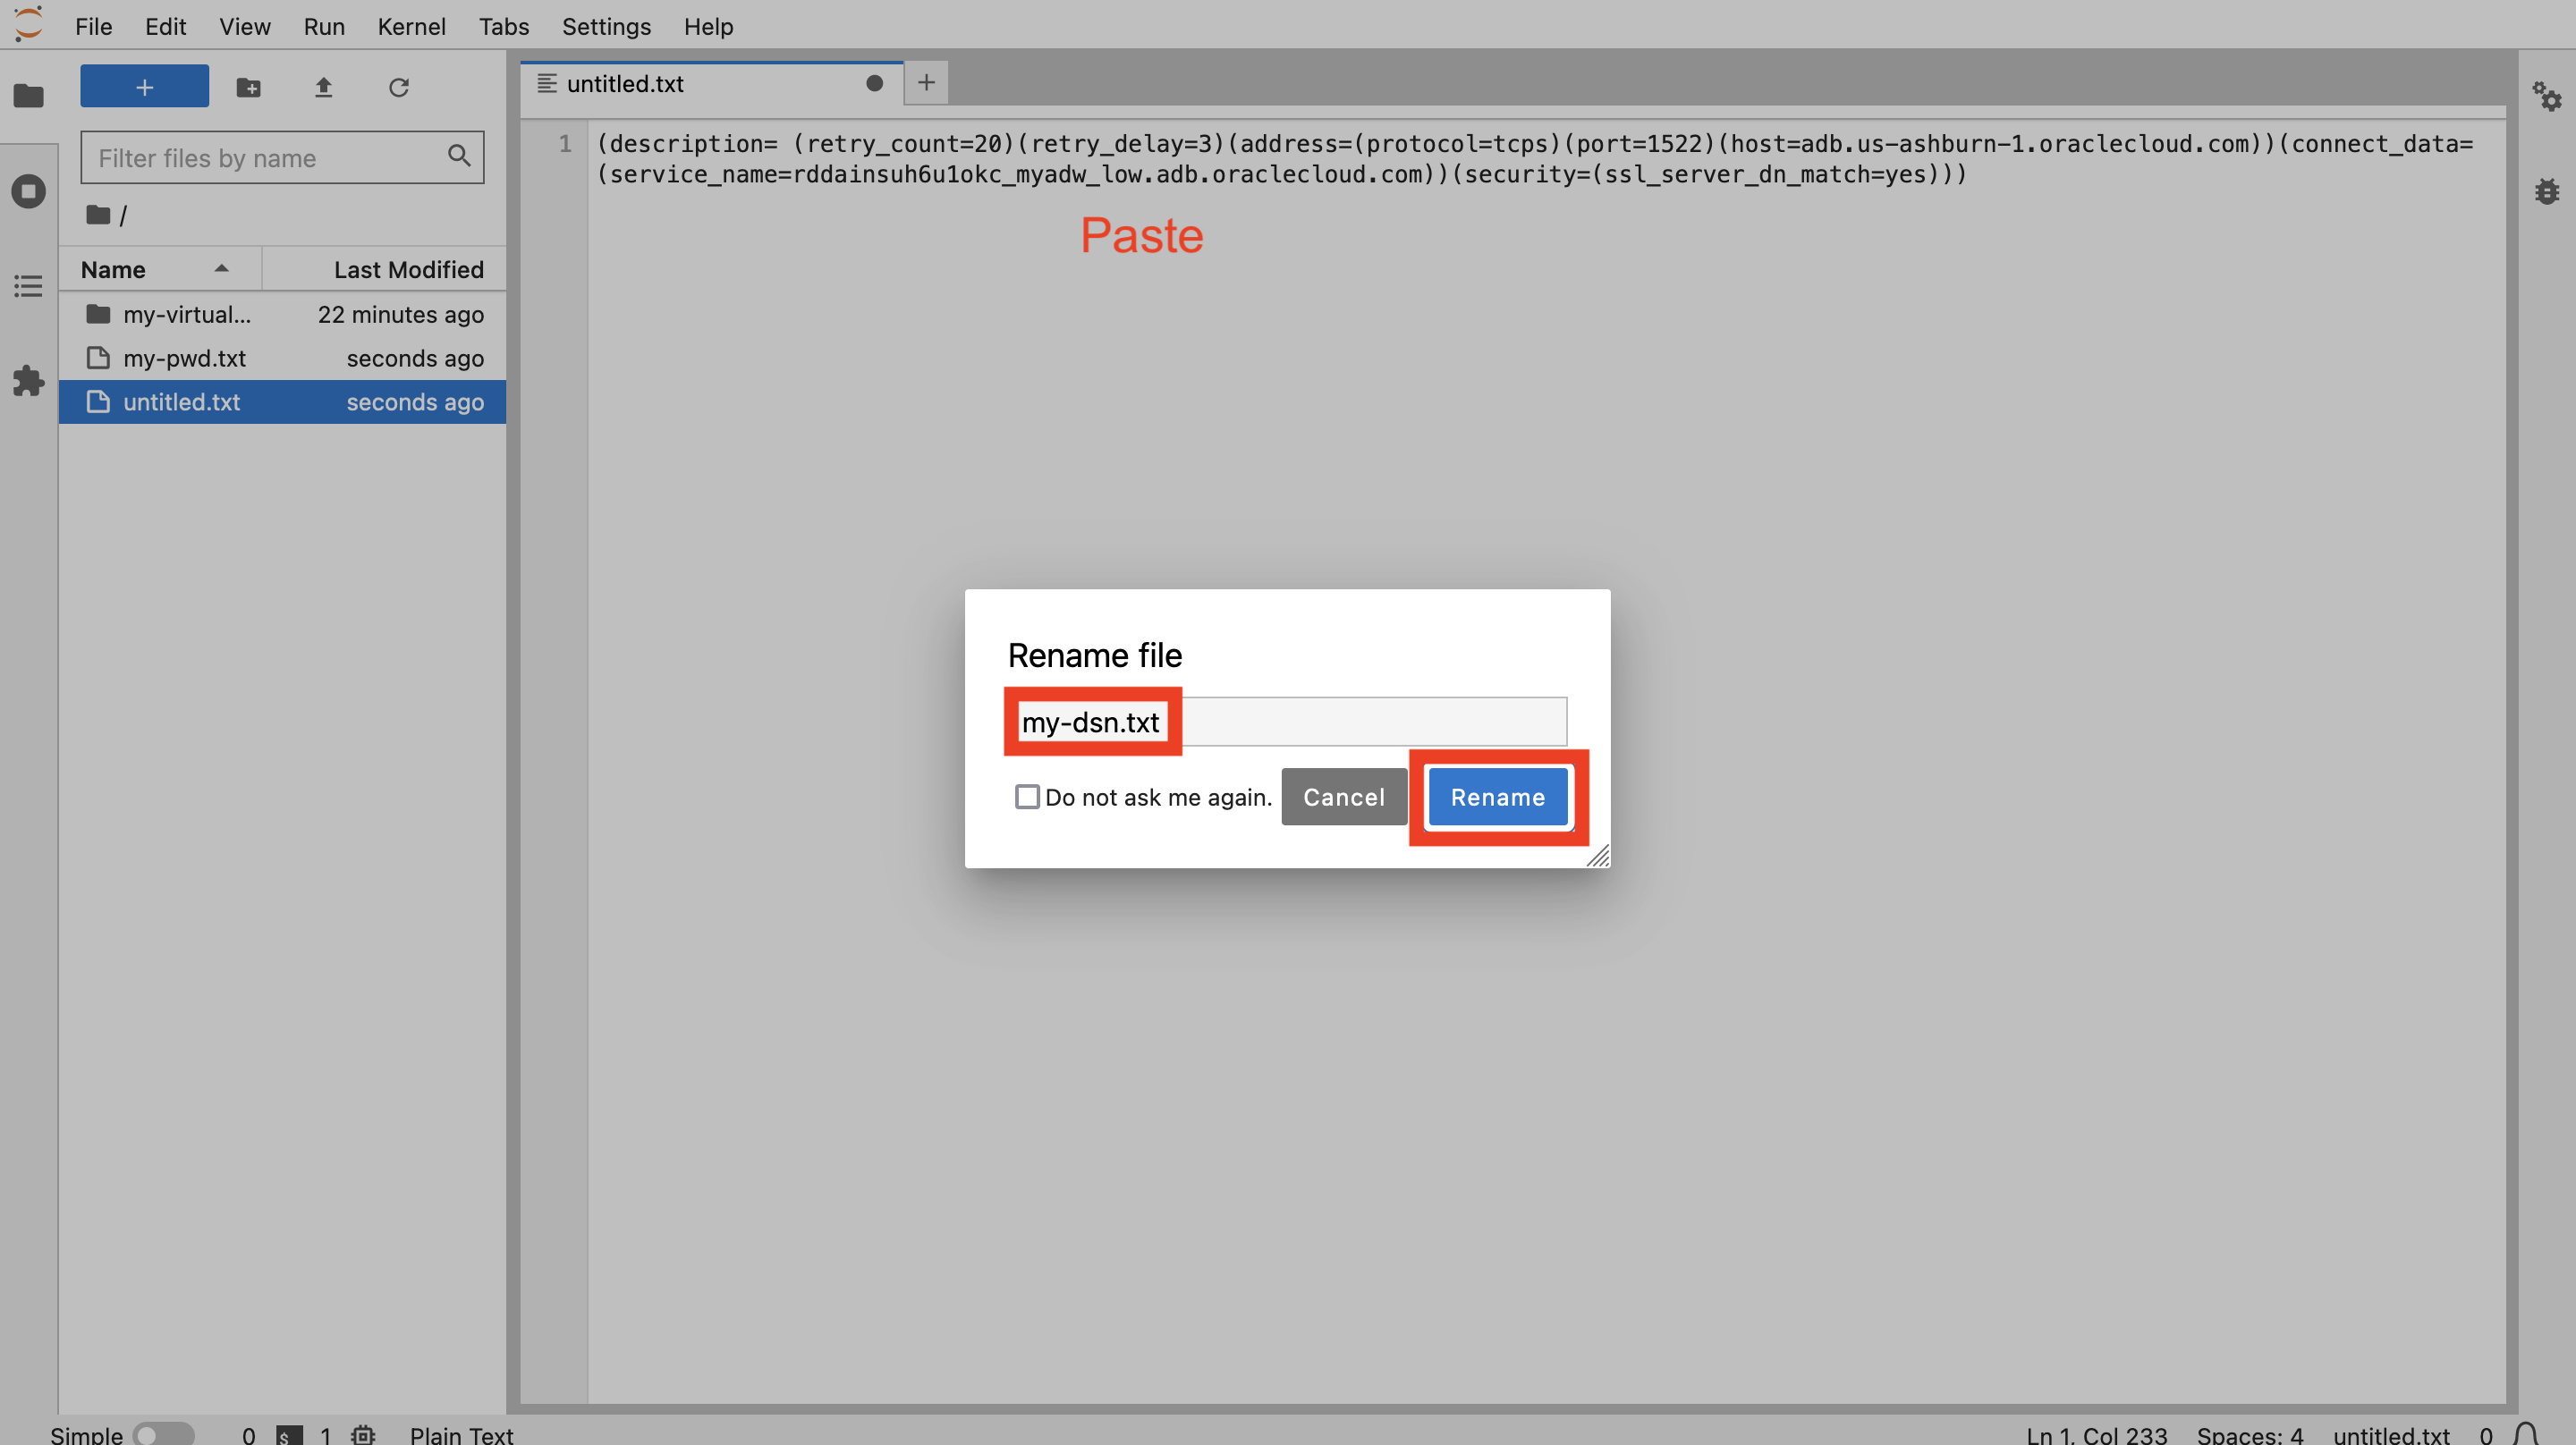 File Edit View Run Kernel Tabs Settings Help
+
Filter files by name
/
Name Last Modified
my-virtual... 22 minutes ago
my-pwd.txt seconds ago
untitled.txt seconds ago
untitled.txt
+
1 (description= (retry_count=20)(retry_delay=3)(address=(protocol=tcps)(port=1522)(host=adb.us-ashburn-1.oraclecloud.com))(connect_data=
(service_name=rddainsuh6u1okc_myadw_low.adb.oraclecloud.com))(security=(ssl_server_dn_match=yes)))
Paste
Rename file
my-dsn.txt
Do not ask me again. Cancel Rename
Simple 0 $ 1 Plain Text Ln 1, Col 233 Spaces: 4 untitled.txt 0